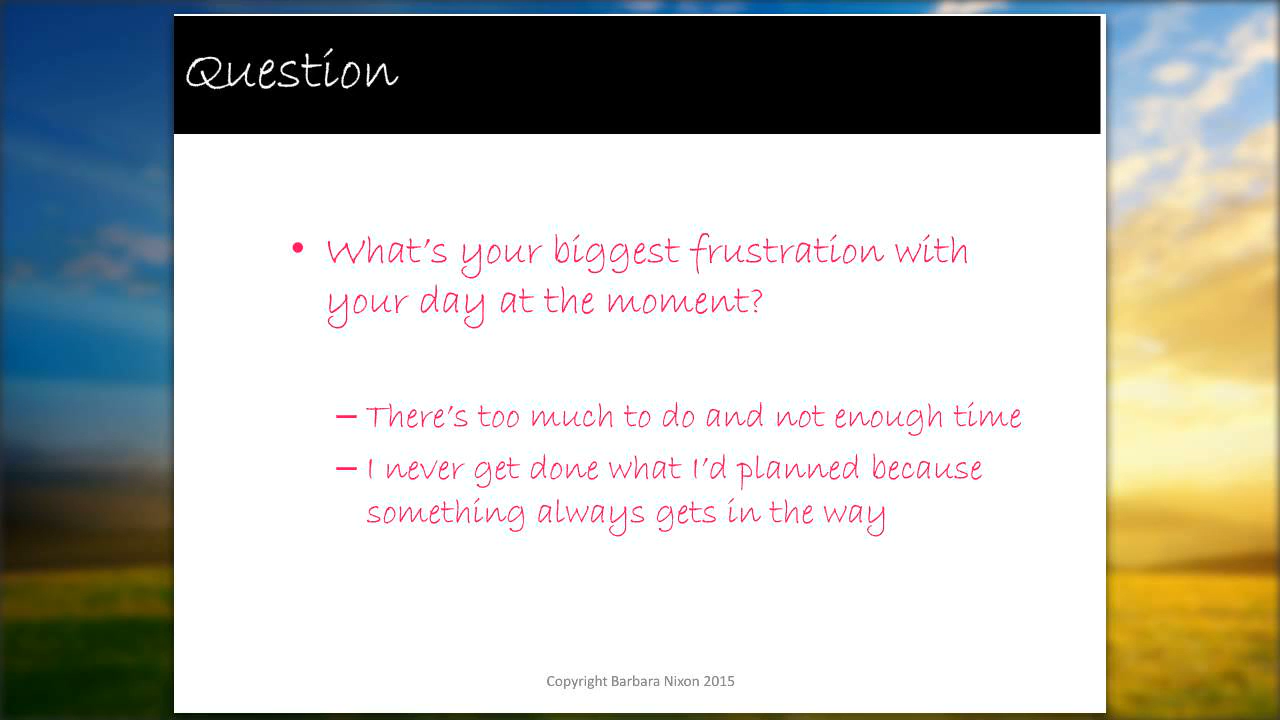 Question
• What's your biggest frustration with
your day at the moment?
– There's too much to do and not enough time
– I never get done what I'd planned because
something always gets in the way
Copyright Barbara Nixon 2015